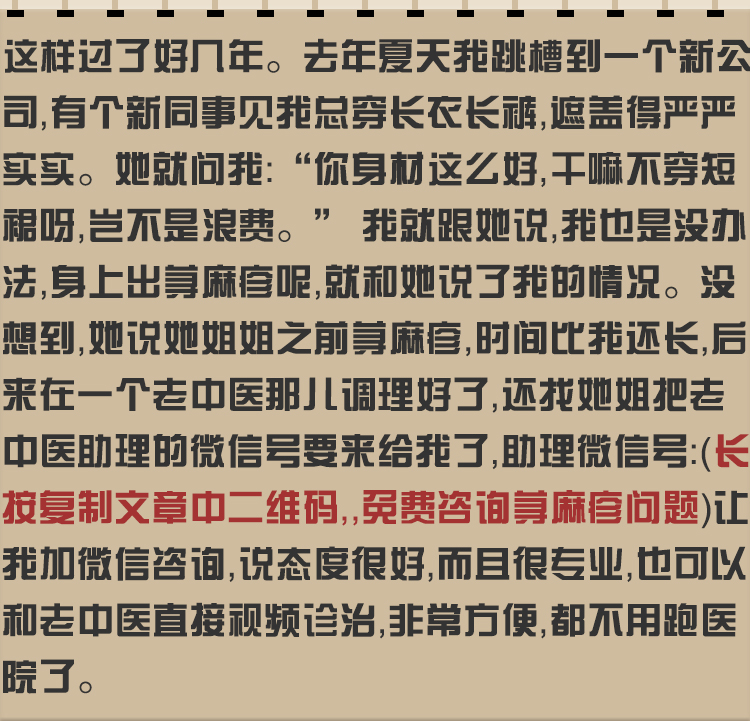 这样过了好几年。去年夏天我跳槽到一个新公
司,有个新同事见我总穿长衣长裤,遮盖得严严
实实。她就问我:“你身材这么好,干嘛不穿短
裙呀,岂不是浪费。” 我就跟她说,我也是没办
法,身上出荨麻疹呢,就和她说了我的情况。没
想到,她说她姐姐之前荨麻疹,时间比我还长,后
来在一个老中医那儿调理好了,还找她姐把老
中医助理的微信号要来给我了,助理微信号:(长
按复制文章中二维码,,免费咨询荨麻疹问题)让
我加微信咨询,说态度很好,而且很专业,也可以
和老中医直接视频诊治,非常方便,都不用跑医
院了。